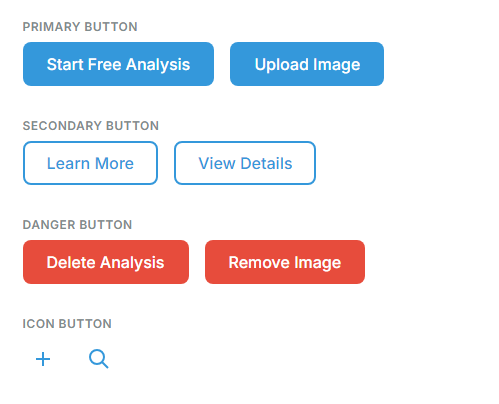 PRIMARY BUTTON
Start Free Analysis Upload Image
SECONDARY BUTTON
Learn More View Details
DANGER BUTTON
Delete Analysis Remove Image
ICON BUTTON